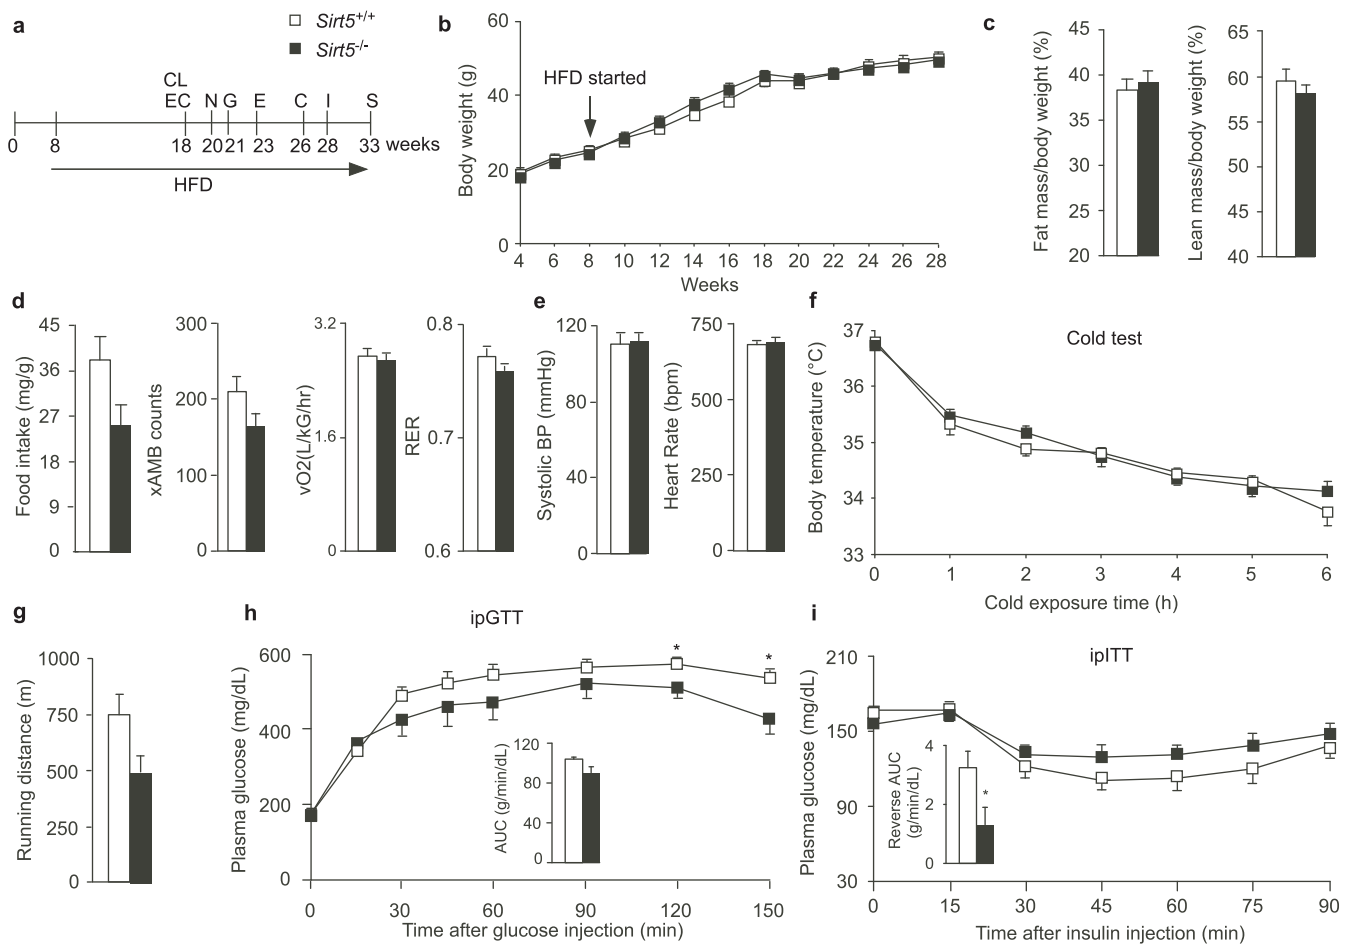 a
Sirt5+/+
Sirt5-/-
CL
EC N G E C I S
0 8 18 20 21 23 26 28 33 weeks
HFD
b
Body weight (g)
60
40
20
0
HFD started
4 6 8 10 12 14 16 18 20 22 24 26 28
Weeks
c
Fat mass/body weight (%)
45
40
35
30
25
20
Lean mass/body weight (%)
65
60
55
50
45
40
d
Food intake (mg/g)
45
36
27
18
9
0
xAMB counts
300
200
100
0
vO2(L/kG/hr)
3.2
1.6
0
RER
0.8
0.7
0.6
e
Systolic BP (mmHg)
120
80
40
0
Heart Rate (bpm)
750
500
250
0
f
Cold test
Body temperature (°C)
37
36
35
34
33
0 1 2 3 4 5 6
Cold exposure time (h)
g
Running distance (m)
1000
750
500
250
0
h
ipGTT
Plasma glucose (mg/dL)
600
400
200
0
* *
AUC (g/min/dL)
120
80
40
0
0 30 60 90 120 150
Time after glucose injection (min)
i
ipITT
Plasma glucose (mg/dL)
210
150
90
30
Reverse AUC
(g/min/dL)
4
2
0
*
0 15 30 45 60 75 90
Time after insulin injection (min)